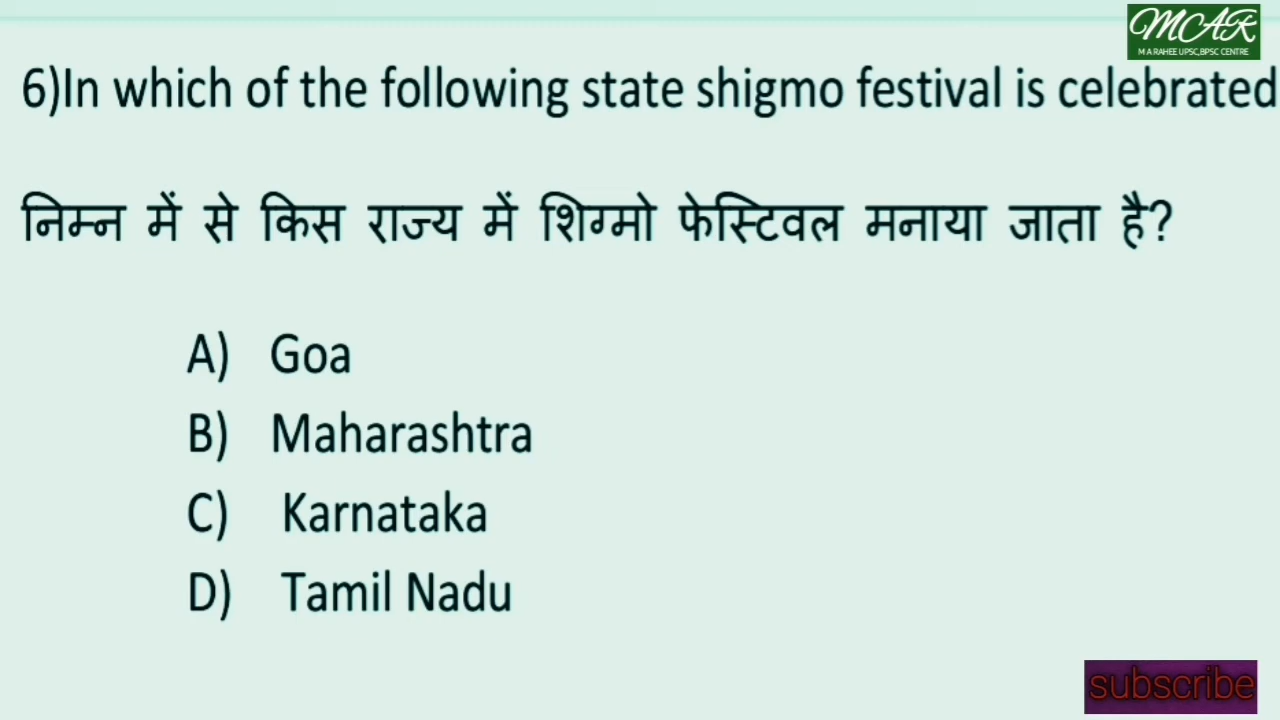 MCAR
M A RAHEE UPSC,BPSC CENTRE
6)In which of the following state shigmo festival is celebrated
निम्न में से किस राज्य में शिग्मो फेस्टिवल मनाया जाता है?
A) Goa
B) Maharashtra
C) Karnataka
D) Tamil Nadu
subscribe